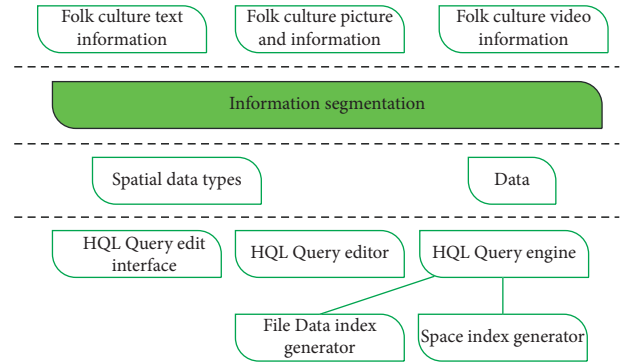 Folk culture text
information
Folk culture picture
and information
Folk culture video
information
Information segmentation
Spatial data types
Data
HQL Query edit
interface
HQL Query editor
HQL Query engine
File Data index
generator
Space index generator